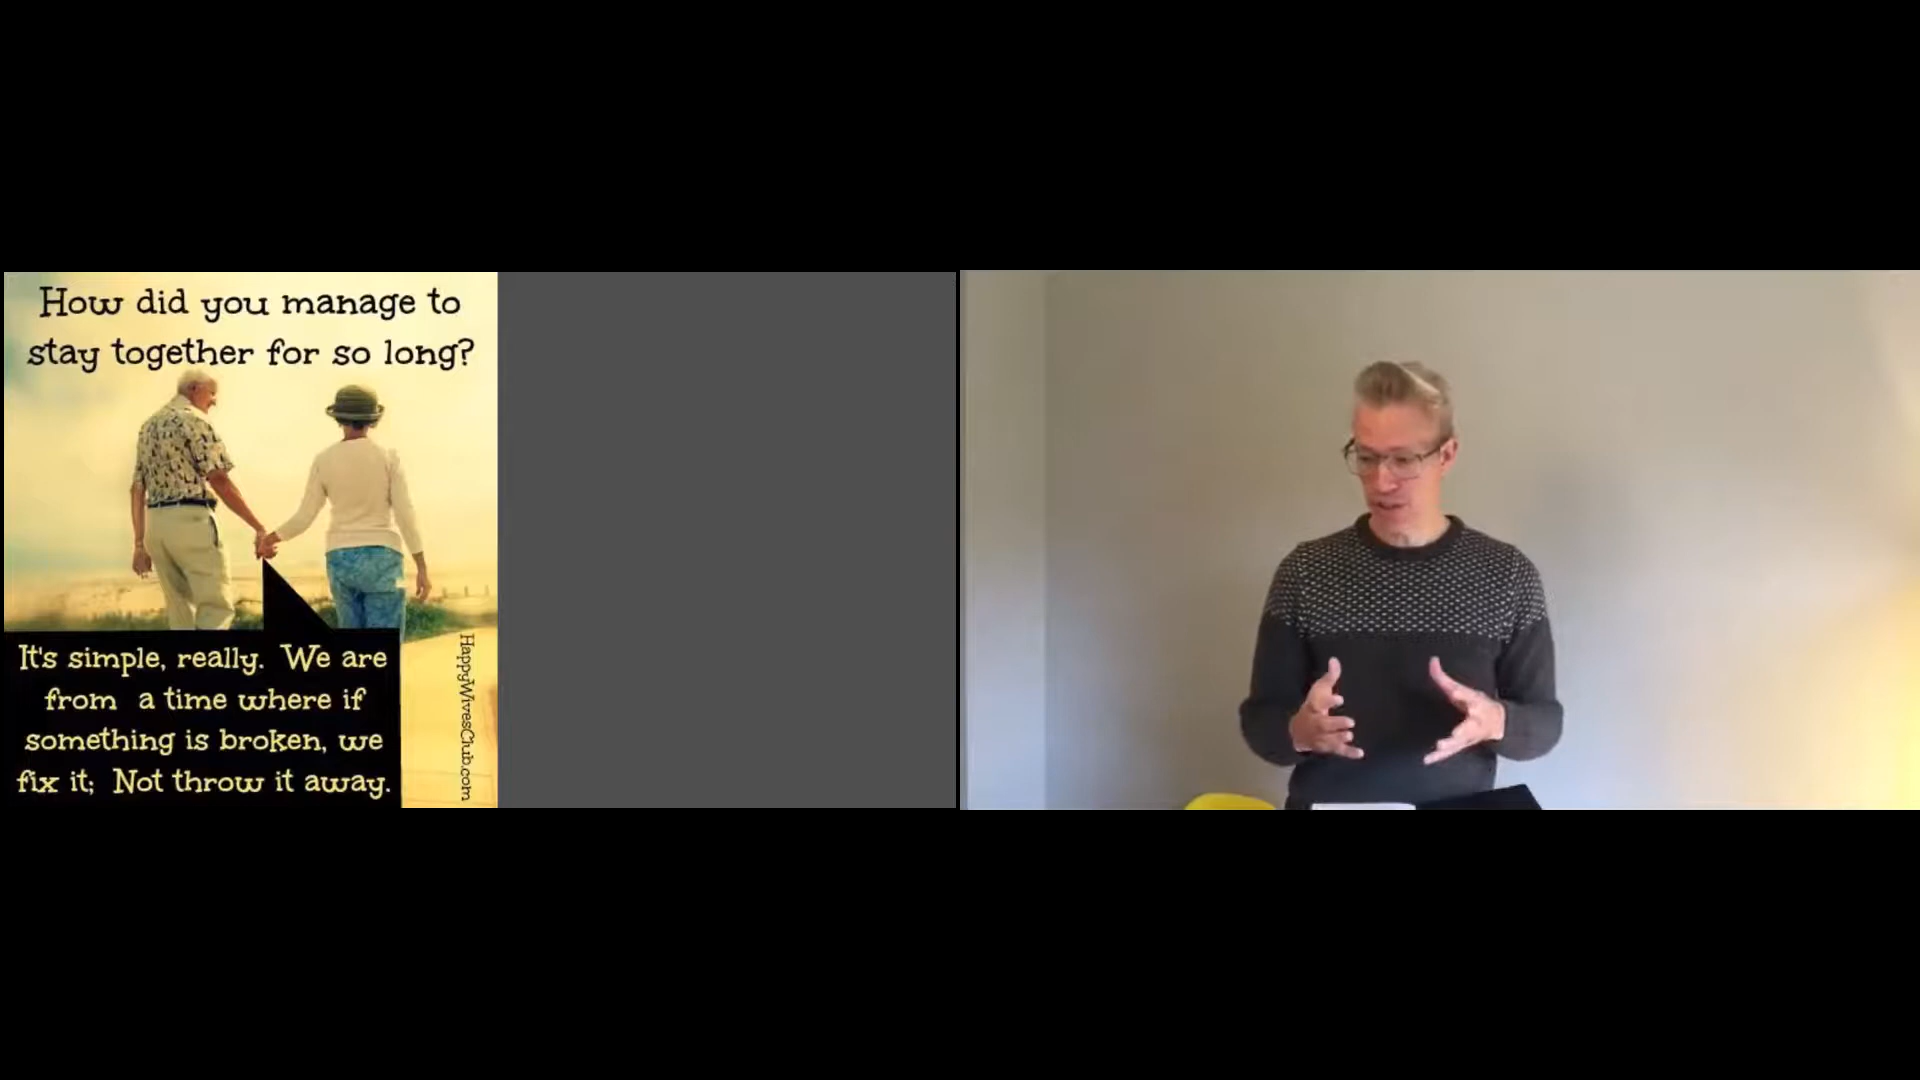 How did you manage to
stay together for so long?
It's simple, really. We are
from a time where if
something is broken, we
fix it; Not throw it away.
HappyWivesClub.com